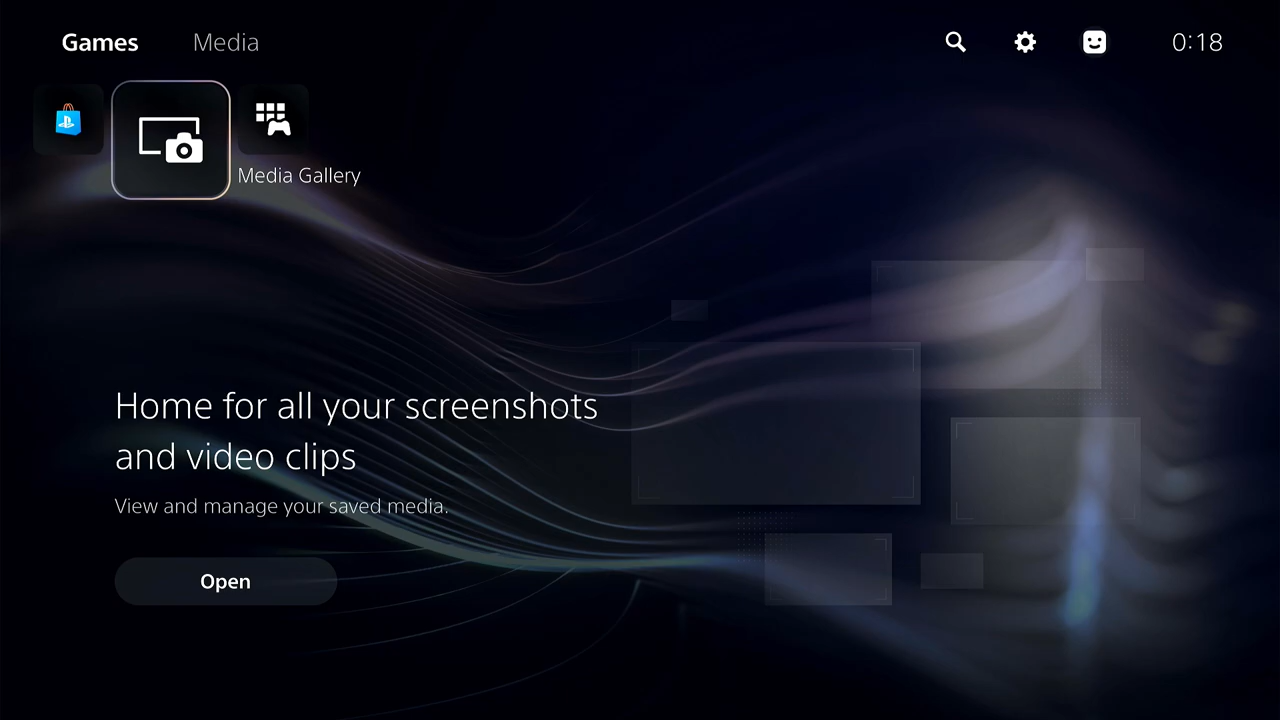 Games
Media
0:18
Media Gallery
Home for all your screenshots
and video clips
View and manage your saved media.
Open